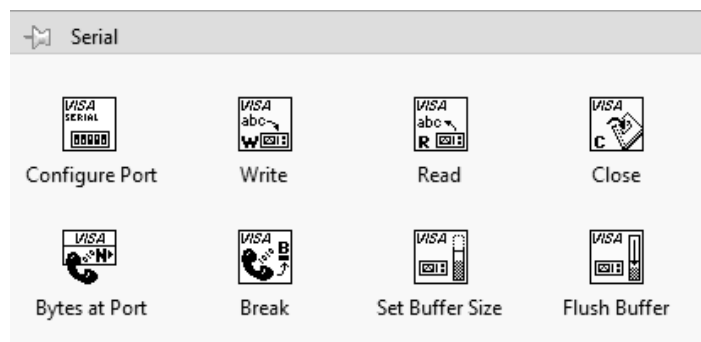 Serial
VISA
SERIAL
Configure Port
VISA
abc
W
Write
VISA
abc
R
Read
VISA
C
Close
VISA
N
Bytes at Port
VISA
B
Break
VISA
Set Buffer Size
VISA
Flush Buffer